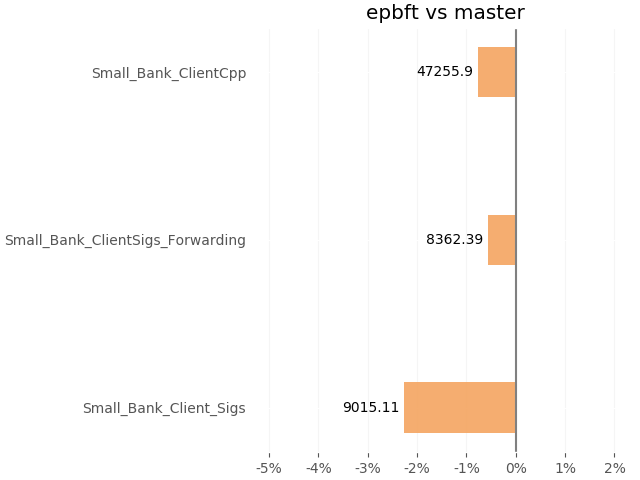 epbft vs master
Small_Bank_ClientCpp
47255.9
Small_Bank_ClientSigs_Forwarding
8362.39
Small_Bank_Client_Sigs
9015.11
-5% -4% -3% -2% -1% 0% 1% 2%